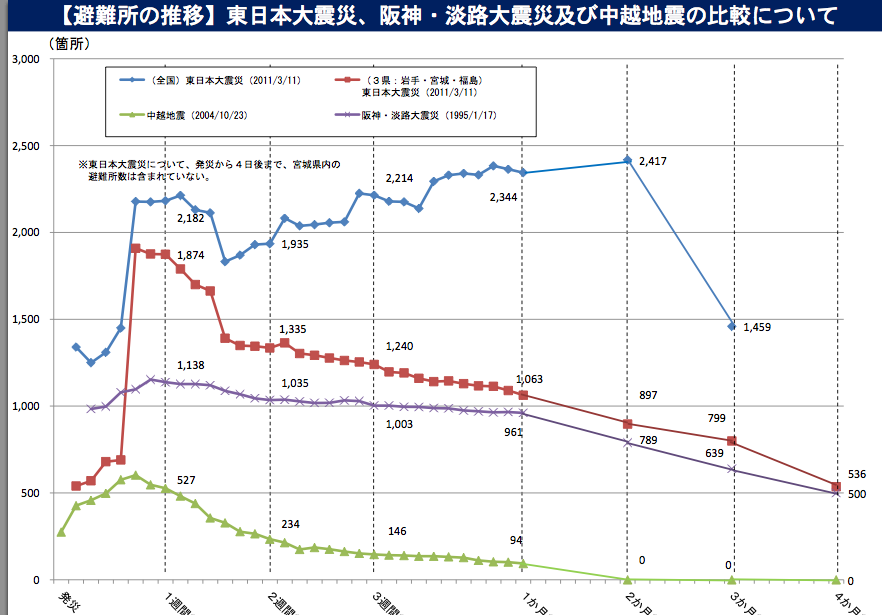 【避難所の推移】東日本大震災、阪神・淡路大震災及び中越地震の比較について
(箇所)
3,000
2,500
2,000
1,500
1,000
500
0
(全国)東日本大震災(2011/3/11)
(3県:岩手・宮城・福島)
東日本大震災(2011/3/11)
中越地震(2004/10/23)
阪神・淡路大震災(1995/1/17)
※東日本大震災について、発災から4日後まで、宮城県内の
避難所数は含まれていない。
2,182
1,935
2,214
2,344
2,417
1,459
1,874
1,335
1,240
1,063
897
799
536
1,138
1,035
1,003
961
789
639
500
527
234
146
94
0
0
0
発災
1週間
2週間
3週間
1か月
2か月
3か月
4か月